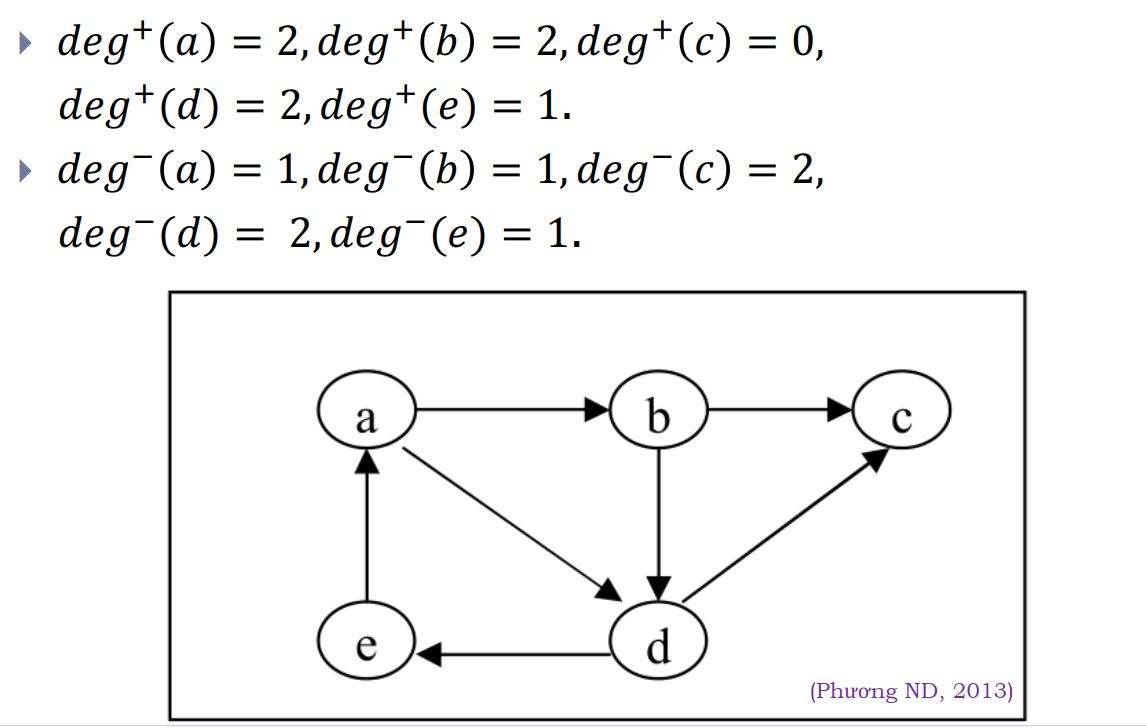 deg⁺(a) = 2, deg⁺(b) = 2, deg⁺(c) = 0,
deg⁺(d) = 2, deg⁺(e) = 1.
deg⁻(a) = 1, deg⁻(b) = 1, deg⁻(c) = 2,
deg⁻(d) = 2, deg⁻(e) = 1.
a b c
e d
(Phương ND, 2013)